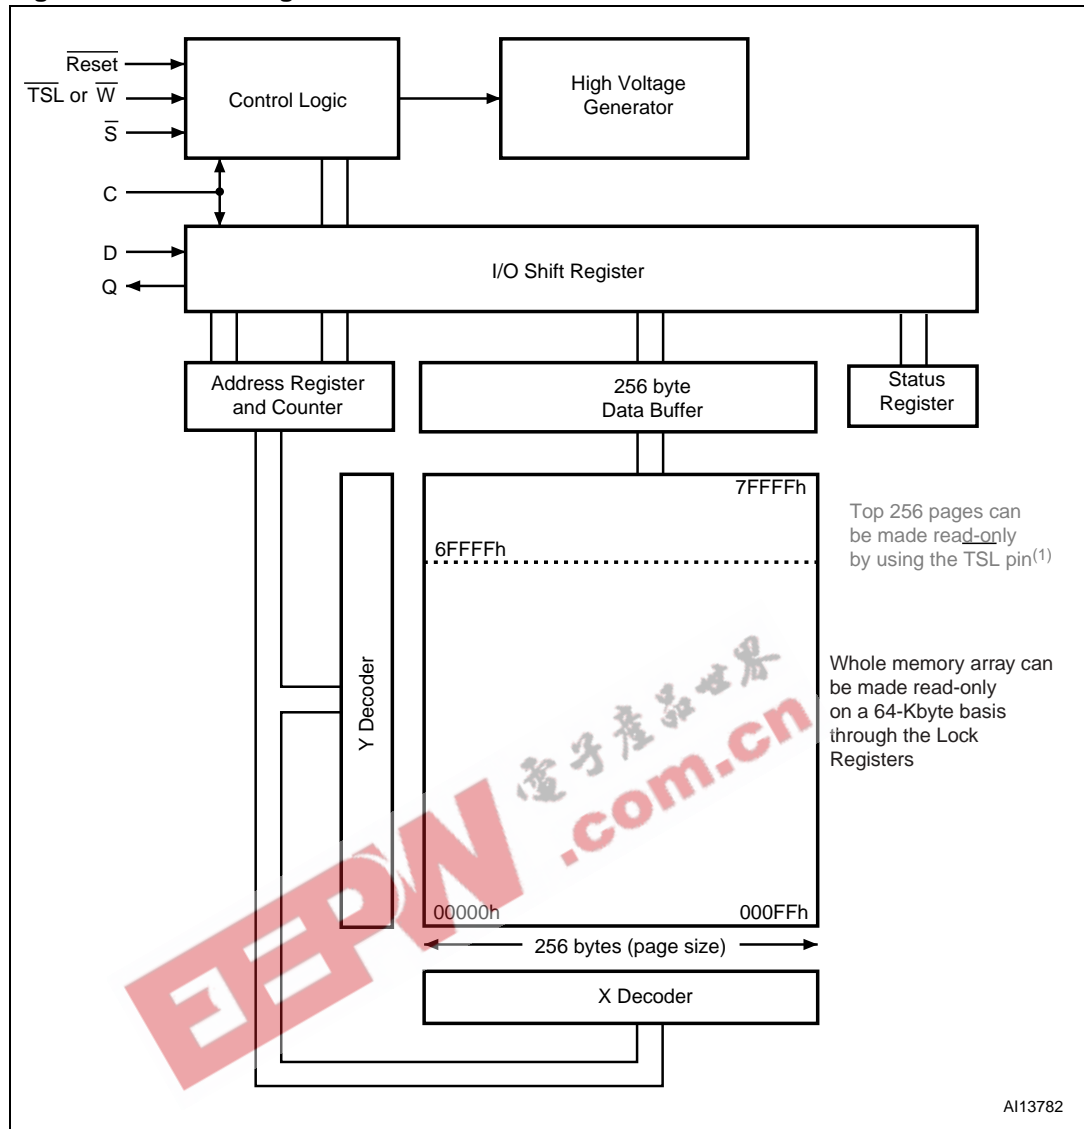 Reset
TSL or W
S
C
D
Q
Control Logic
High Voltage
Generator
I/O Shift Register
Address Register
and Counter
256 byte
Data Buffer
Status
Register
7FFFFh
6FFFFh
Top 256 pages can
be made read-only
by using the TSL pin(1)
Y Decoder
Whole memory array can
be made read-only
on a 64-Kbyte basis
through the Lock
Registers
00000h
000FFh
256 bytes (page size)
X Decoder
AI13782
EEPW
電子產品世界
.com.cn